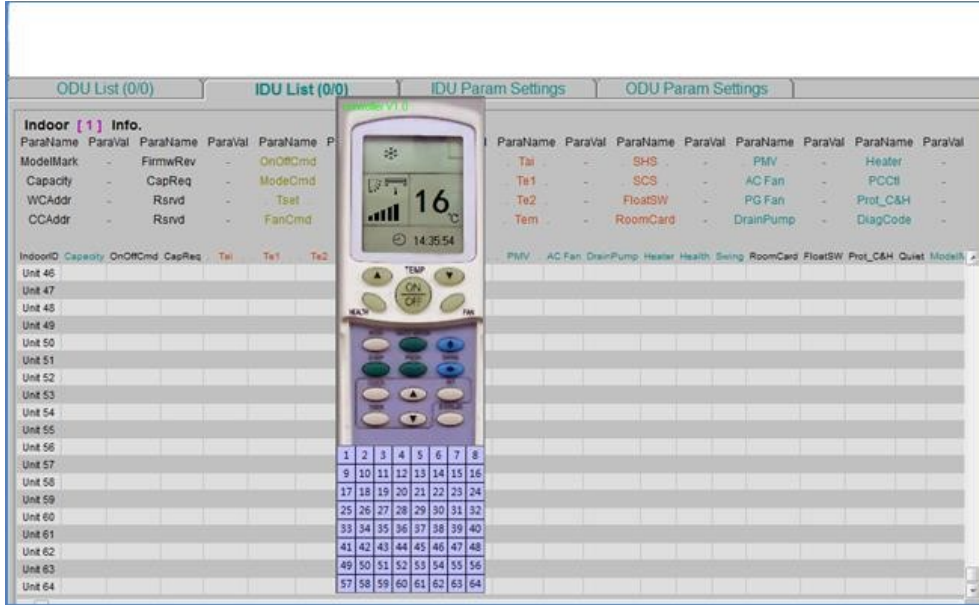 ODU List (0/0) IDU List (0/0) IDU Param Settings ODU Param Settings
controller V1.0
Indoor [ 1 ] Info.
ParaName ParaVal ParaName ParaVal ParaName ParaName ParaVal ParaName ParaVal ParaName ParaVal ParaName ParaVal
ModelMark - FirmwRev - OnOffCmd Tai - SHS - PMV - Heater -
Capacity - CapReq - ModeCmd Te1 - SCS - AC Fan - PCCtl -
WCAddr - Rsrvd - Tset Te2 - FloatSW - PG Fan - Prot_C&H -
CCAddr - Rsrvd - FanCmd Tem - RoomCard - DrainPump - DiagCode -
IndoorID Capacity OnOffCmd CapReq Tai Te1 Te2 PMV AC Fan DrainPump Heater Health Swing RoomCard FloatSW Prot_C&H Quiet
16 °C
14:35:54
TEMP
ON
OFF
HEALTH FAN
Unit 46
Unit 47
Unit 48
Unit 49
Unit 50
Unit 51
Unit 52
Unit 53
Unit 54
Unit 55
Unit 56
Unit 57
Unit 58
Unit 59
Unit 60
Unit 61
Unit 62
Unit 63
Unit 64
1 2 3 4 5 6 7 8
9 10 11 12 13 14 15 16
17 18 19 20 21 22 23 24
25 26 27 28 29 30 31 32
33 34 35 36 37 38 39 40
41 42 43 44 45 46 47 48
49 50 51 52 53 54 55 56
57 58 59 60 61 62 63 64